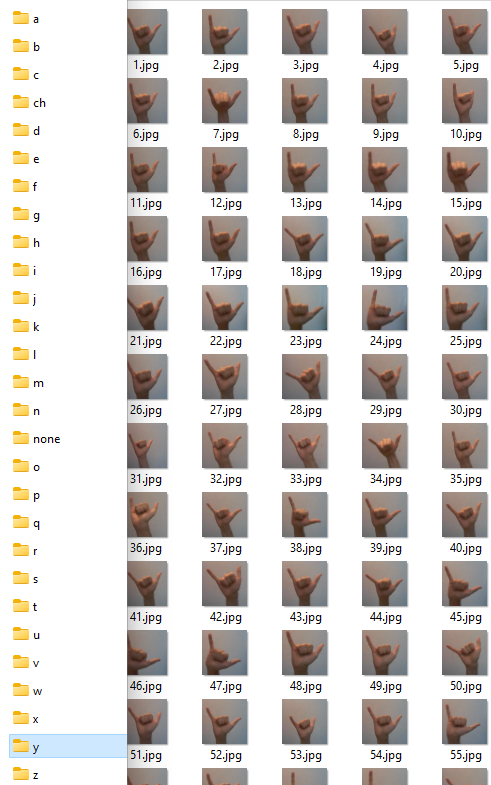 a
b
c
ch
d
e
f
g
h
i
j
k
l
m
n
none
o
p
q
r
s
t
u
v
w
x
y
z
1.jpg 2.jpg 3.jpg 4.jpg 5.jpg
6.jpg 7.jpg 8.jpg 9.jpg 10.jpg
11.jpg 12.jpg 13.jpg 14.jpg 15.jpg
16.jpg 17.jpg 18.jpg 19.jpg 20.jpg
21.jpg 22.jpg 23.jpg 24.jpg 25.jpg
26.jpg 27.jpg 28.jpg 29.jpg 30.jpg
31.jpg 32.jpg 33.jpg 34.jpg 35.jpg
36.jpg 37.jpg 38.jpg 39.jpg 40.jpg
41.jpg 42.jpg 43.jpg 44.jpg 45.jpg
46.jpg 47.jpg 48.jpg 49.jpg 50.jpg
51.jpg 52.jpg 53.jpg 54.jpg 55.jpg